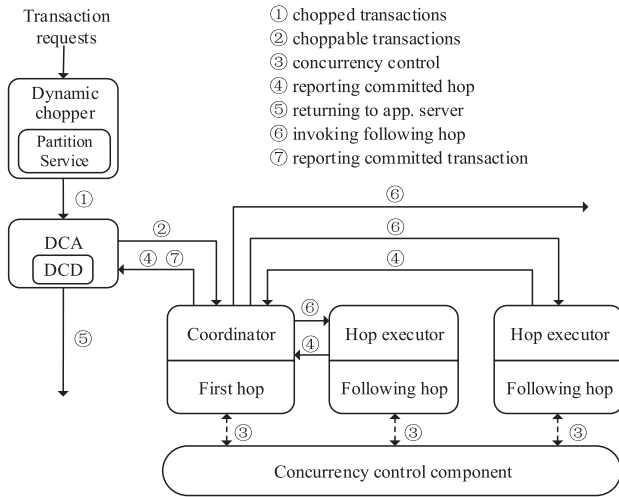 Transaction
requests
① chopped transactions
② choppable transactions
③ concurrency control
④ reporting committed hop
⑤ returning to app. server
⑥ invoking following hop
⑦ reporting committed transaction
Dynamic
chopper
Partition
Service
①
⑥
②
⑥
DCA
DCD
④ ⑦
④
⑤
Coordinator
⑥
Hop executor
Hop executor
④
First hop
Following hop
Following hop
③
③
③
Concurrency control component